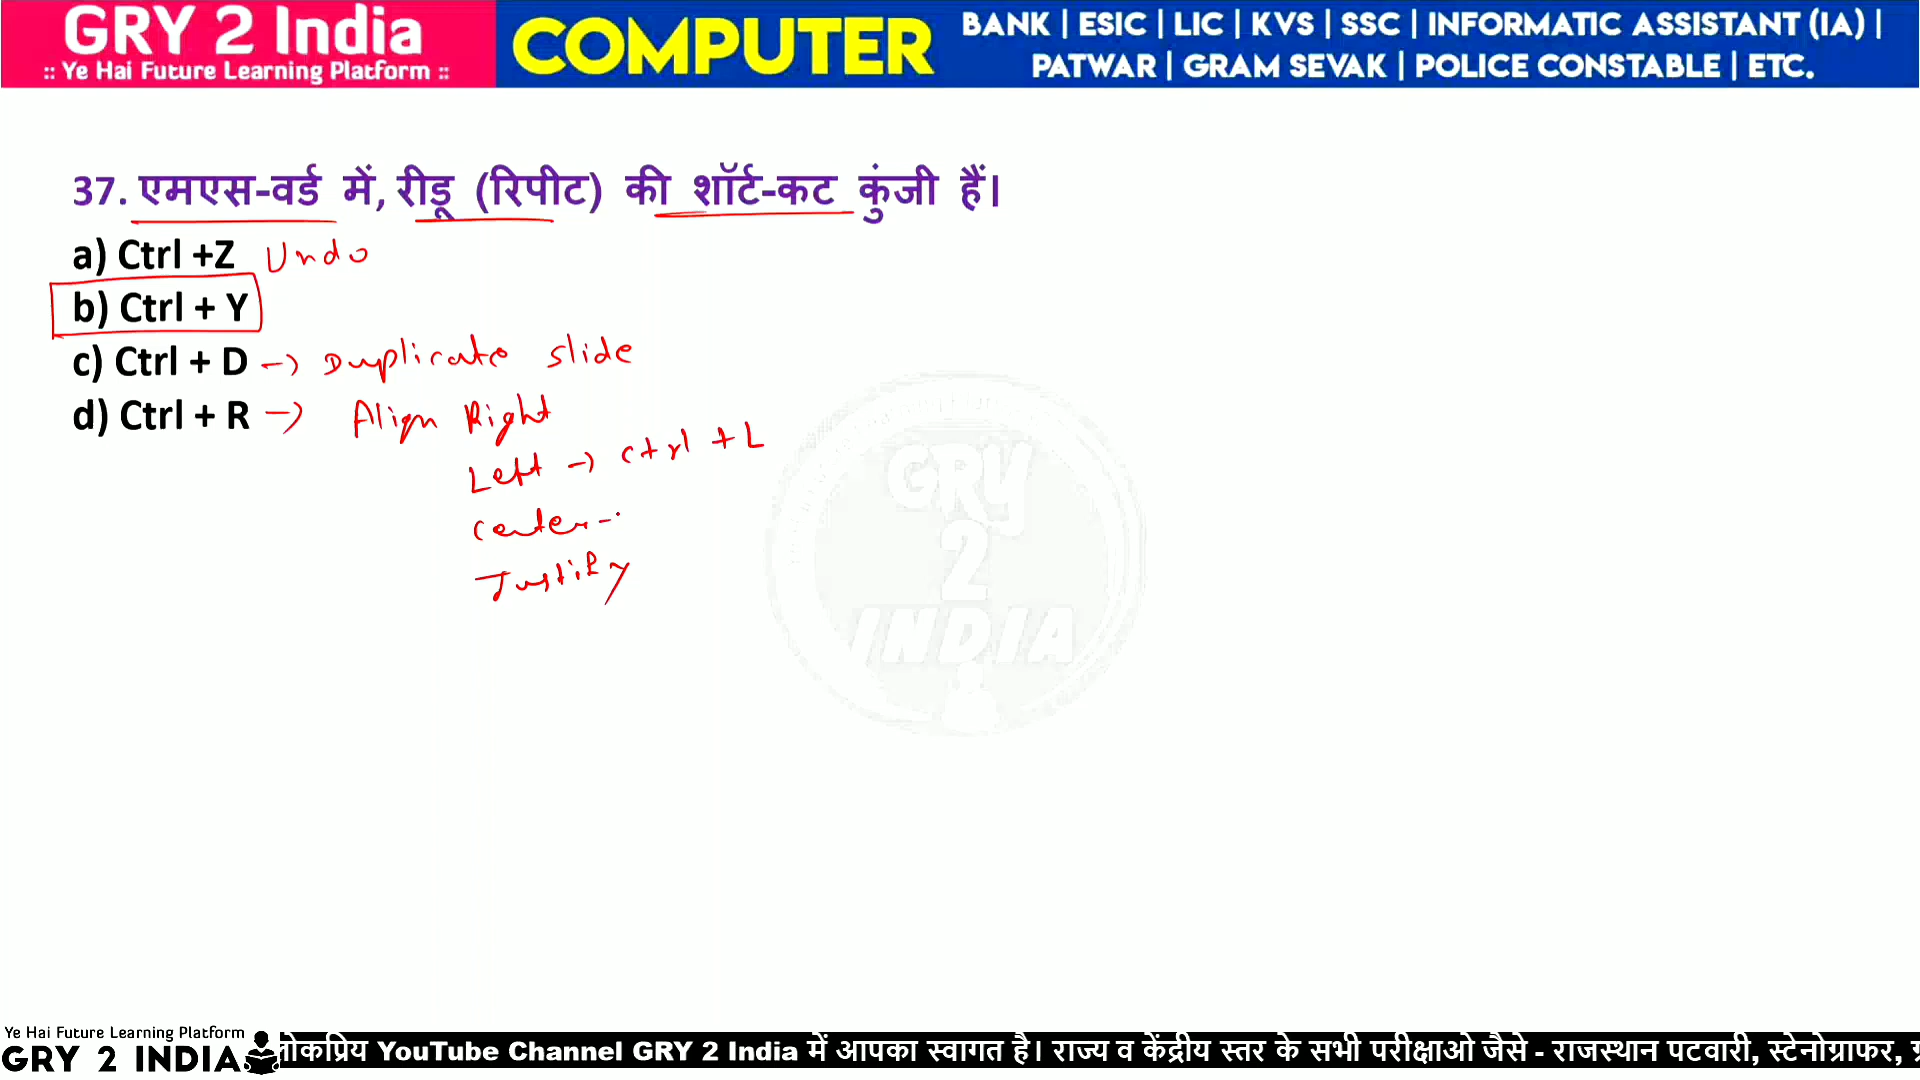 GRY 2 India
:: Ye Hai Future Learning Platform ::
COMPUTER
BANK | ESIC | LIC | KVS | SSC | INFORMATIC ASSISTANT (IA) |
PATWAR | GRAM SEVAK | POLICE CONSTABLE | ETC.
37. एमएस-वर्ड में, रीडू (रिपीट) की शॉर्ट-कट कुंजी हैं।
a) Ctrl +Z Undo
b) Ctrl + Y
c) Ctrl + D -> Duplicate slide
d) Ctrl + R -> Align Right
Left -> ctrl + L
Center -
Justify
GRY
2
INDIA
Ye Hai Future Learning Platform
GRY 2 INDIA
लोकप्रिय YouTube Channel GRY 2 India में आपका स्वागत है। राज्य व केंद्रीय स्तर के सभी परीक्षाओ जैसे - राजस्थान पटवारी, स्टेनोग्राफर,